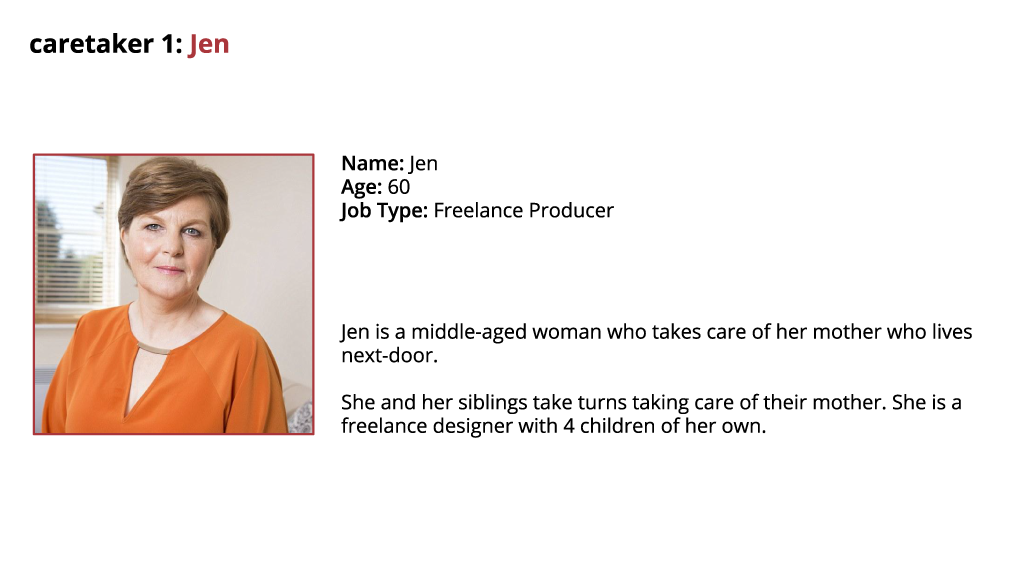 caretaker 1: Jen
Name: Jen
Age: 60
Job Type: Freelance Producer
Jen is a middle-aged woman who takes care of her mother who lives
next-door.
She and her siblings take turns taking care of their mother. She is a
freelance designer with 4 children of her own.